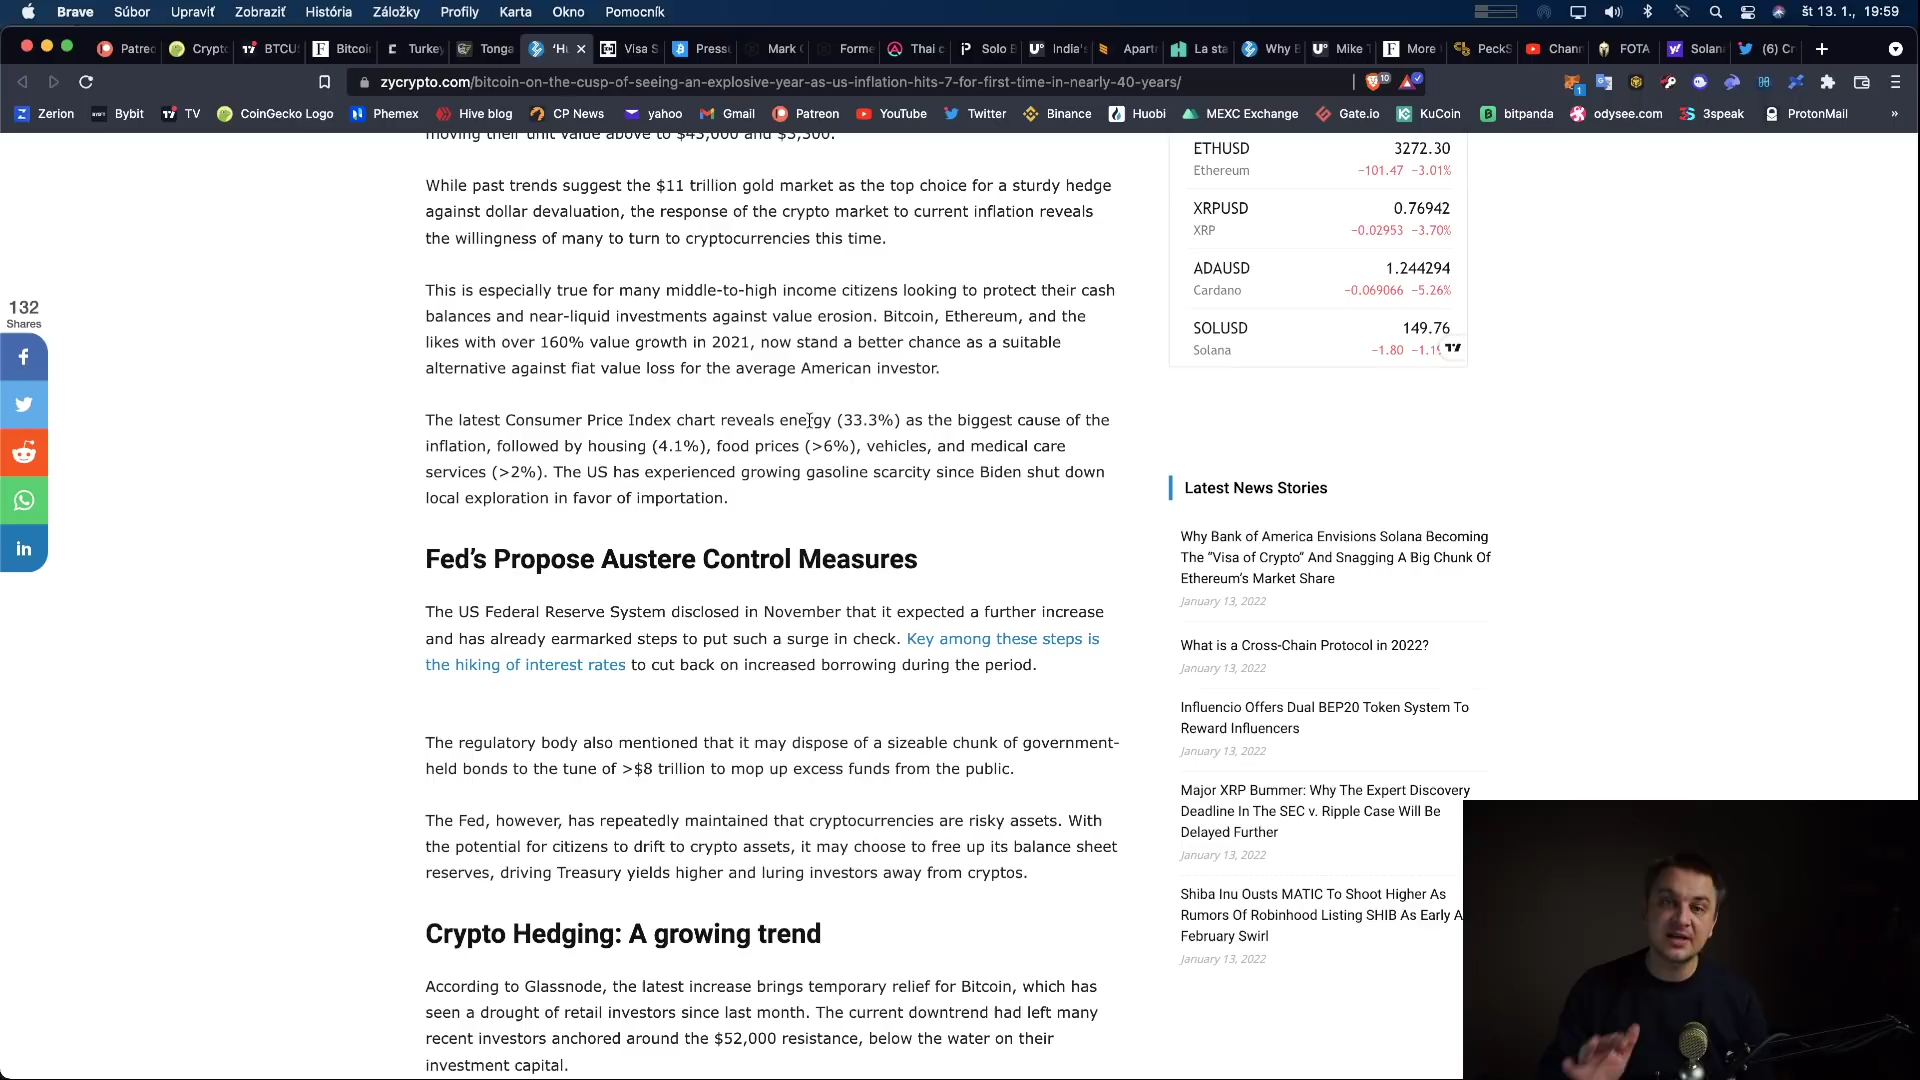 Brave Súbor Upraviť Zobraziť História Záložky Profily Karta Okno Pomocník št 13. 1., 19:59
Patreo Crypto BTCUS Bitcoi Turkey Tonga 'Hu Visa S Pressu Mark C Forme Thai c Solo B India's Apart La sta Why B Mike T More PeckS Chann FOTA Solan (6) Cr
zycrypto.com/bitcoin-on-the-cusp-of-seeing-an-explosive-year-as-us-inflation-hits-7-for-first-time-in-nearly-40-years/ 10 1
Zerion Bybit TV CoinGecko Logo Phemex Hive blog CP News yahoo Gmail Patreon YouTube Twitter Binance Huobi MEXC Exchange Gate.io KuCoin bitpanda odysee.com 3speak ProtonMail »
moving their unit value above to $43,000 and $3,300.
While past trends suggest the $11 trillion gold market as the top choice for a sturdy hedge
against dollar devaluation, the response of the crypto market to current inflation reveals
the willingness of many to turn to cryptocurrencies this time.
This is especially true for many middle-to-high income citizens looking to protect their cash
balances and near-liquid investments against value erosion. Bitcoin, Ethereum, and the
likes with over 160% value growth in 2021, now stand a better chance as a suitable
alternative against fiat value loss for the average American investor.
The latest Consumer Price Index chart reveals energy (33.3%) as the biggest cause of the
inflation, followed by housing (4.1%), food prices (>6%), vehicles, and medical care
services (>2%). The US has experienced growing gasoline scarcity since Biden shut down
local exploration in favor of importation.
Fed's Propose Austere Control Measures
The US Federal Reserve System disclosed in November that it expected a further increase
and has already earmarked steps to put such a surge in check. Key among these steps is
the hiking of interest rates to cut back on increased borrowing during the period.
The regulatory body also mentioned that it may dispose of a sizeable chunk of government-
held bonds to the tune of >$8 trillion to mop up excess funds from the public.
The Fed, however, has repeatedly maintained that cryptocurrencies are risky assets. With
the potential for citizens to drift to crypto assets, it may choose to free up its balance sheet
reserves, driving Treasury yields higher and luring investors away from cryptos.
Crypto Hedging: A growing trend
According to Glassnode, the latest increase brings temporary relief for Bitcoin, which has
seen a drought of retail investors since last month. The current downtrend had left many
recent investors anchored around the $52,000 resistance, below the water on their
investment capital.
132
Shares
ETHUSD 3272.30
Ethereum −101.47 −3.01%
XRPUSD 0.76942
XRP −0.02953 −3.70%
ADAUSD 1.244294
Cardano −0.069066 −5.26%
SOLUSD 149.76
Solana −1.80
Latest News Stories
Why Bank of America Envisions Solana Becoming
The "Visa of Crypto" And Snagging A Big Chunk Of
Ethereum's Market Share
January 13, 2022
What is a Cross-Chain Protocol in 2022?
January 13, 2022
Influencio Offers Dual BEP20 Token System To
Reward Influencers
January 13, 2022
Major XRP Bummer: Why The Expert Discovery
Deadline In The SEC v. Ripple Case Will Be
Delayed Further
January 13, 2022
Shiba Inu Ousts MATIC To Shoot Higher As
Rumors Of Robinhood Listing SHIB As Early A
February Swirl
January 13, 2022